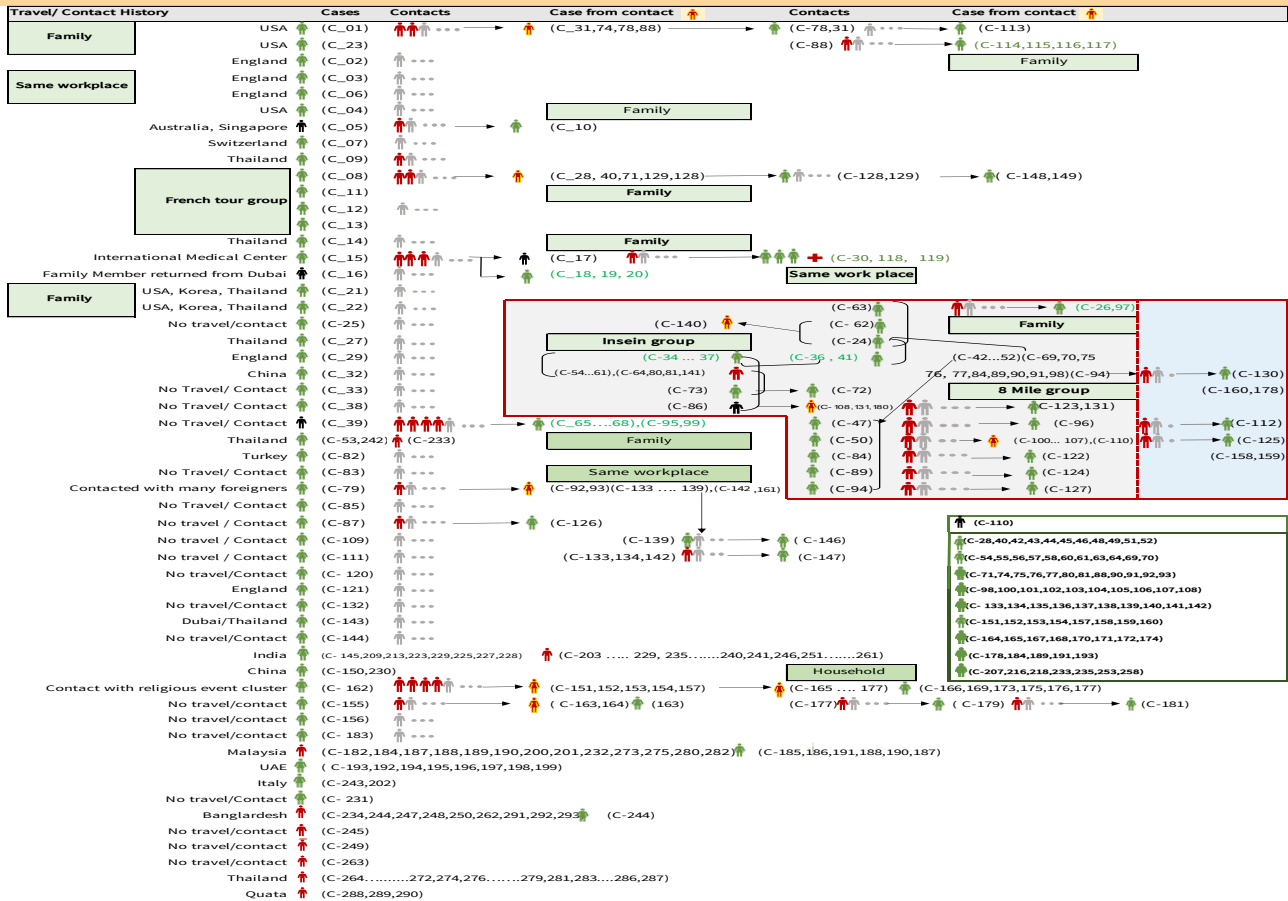 Travel/ Contact History Cases Contacts Case from contact Contacts Case from contact
Family
USA (C_01) (C_31,74,78,88) (C-78,31) (C-113)
USA (C_23) (C-88) (C-114,115,116,117)
England (C_02) Family
England (C_03)
Same workplace
England (C_06)
USA (C_04) Family
Australia, Singapore (C_05) (C_10)
Switzerland (C_07)
Thailand (C_09)
(C_08) (C_28, 40,71,129,128) (C-128,129) ( C-148,149)
French tour group (C_11) Family
(C_12)
(C_13)
Thailand (C_14) Family
International Medical Center (C_15) (C_17) (C-30, 118, 119)
Family Member returned from Dubai (C_16) (C_18, 19, 20) Same work place
Family
USA, Korea, Thailand (C_21)
USA, Korea, Thailand (C_22) (C-63) (C-26,97)
No travel/contact (C-25) (C-140) (C- 62) Family
Thailand (C_27) Insein group (C-24)
England (C_29) (C-34 ... 37) (C-36 , 41) (C-42...52)(C-69,70,75
China (C_32) (C-54...61),(C-64,80,81,141) 76, 77,84,89,90,91,98)(C-94) (C-130)
No Travel/ Contact (C_33) (C-73) (C-72) 8 Mile group (C-160,178)
No Travel/ Contact (C_38) (C-86) (C- 108,131,180) (C-123,131)
No Travel/ Contact (C_39) (C_65...68),(C-95,99) (C-47) (C-96) (C-112)
Thailand (C-53,242) (C-233) Family (C-50) (C-100... 107),(C-110) (C-125)
Turkey (C-82) (C-84) (C-122) (C-158,159)
No Travel/ Contact (C-83) Same workplace (C-89) (C-124)
Contacted with many foreigners (C-79) (C-92,93)(C-133 .... 139),(C-142 ,161) (C-94) (C-127)
No Travel/ Contact (C-85)
No travel / Contact (C-87) (C-126) (C-110)
No travel / Contact (C-109) (C-139) ( C-146) (C-28,40,42,43,44,45,46,48,49,51,52)
No travel / Contact (C-111) (C-133,134,142) (C-147) (C-54,55,56,57,58,60,61,63,64,69,70)
No travel/Contact (C- 120) (C-71,74,75,76,77,80,81,88,90,91,92,93)
England (C-121) (C-98,100,101,102,103,104,105,106,107,108)
No travel/Contact (C-132) (C- 133,134,135,136,137,138,139,140,141,142)
Dubai/Thailand (C-143) (C-151,152,153,154,157,158,159,160)
No travel/Contact (C-144) (C-164,165,167,168,170,171,172,174)
India (C- 145,209,213,223,229,225,227,228) (C-203 ..... 229, 235.......240,241,246,251......261) (C-178,184,189,191,193)
China (C-150,230) Household (C-207,216,218,233,235,253,258)
Contact with religious event cluster (C- 162) (C-151,152,153,154,157) (C-165 .... 177) (C-166,169,173,175,176,177)
No travel/contact (C-155) ( C-163,164) (163) (C-177) ( C-179) (C-181)
No travel/contact (C-156)
No travel/contact (C- 183)
Malaysia (C-182,184,187,188,189,190,200,201,232,273,275,280,282) (C-185,186,191,188,190,187)
UAE ( C-193,192,194,195,196,197,198,199)
Italy (C-243,202)
No travel/Contact (C- 231)
Banglardesh (C-234,244,247,248,250,262,291,292,293 (C-244)
No travel/contact (C-245)
No travel/contact (C-249)
No travel/contact (C-263)
Thailand (C-264..........272,274,276.........279,281,283....286,287)
Quata (C-288,289,290)